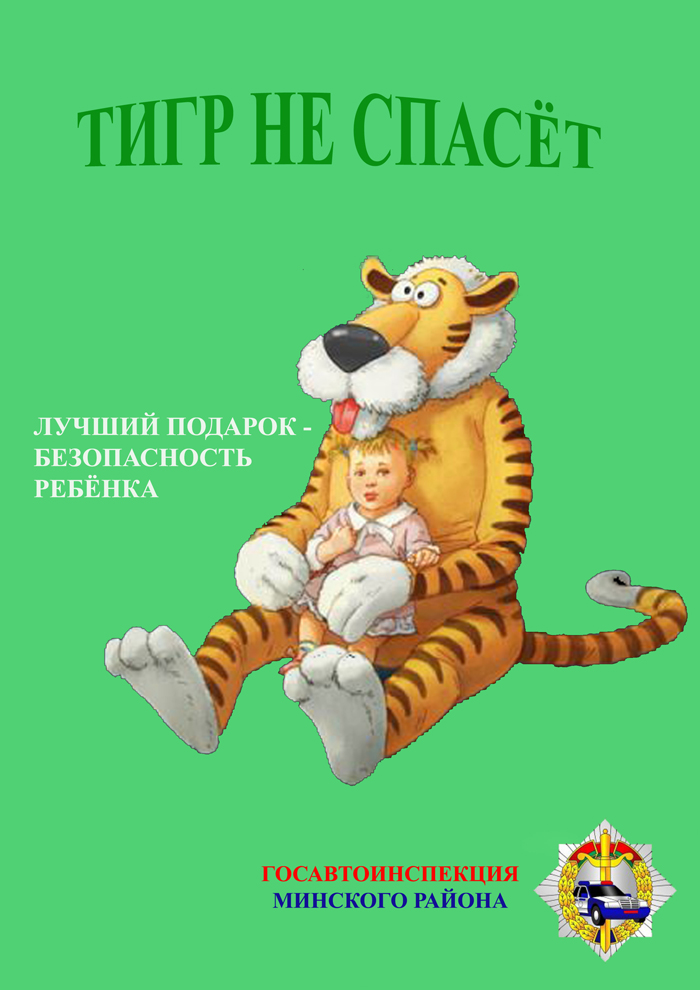 ТИГР НЕ СПАСЁТ
ЛУЧШИЙ ПОДАРОК -
БЕЗОПАСНОСТЬ
РЕБЁНКА
ГОСАВТОИНСПЕКЦИЯ
МИНСКОГО РАЙОНА